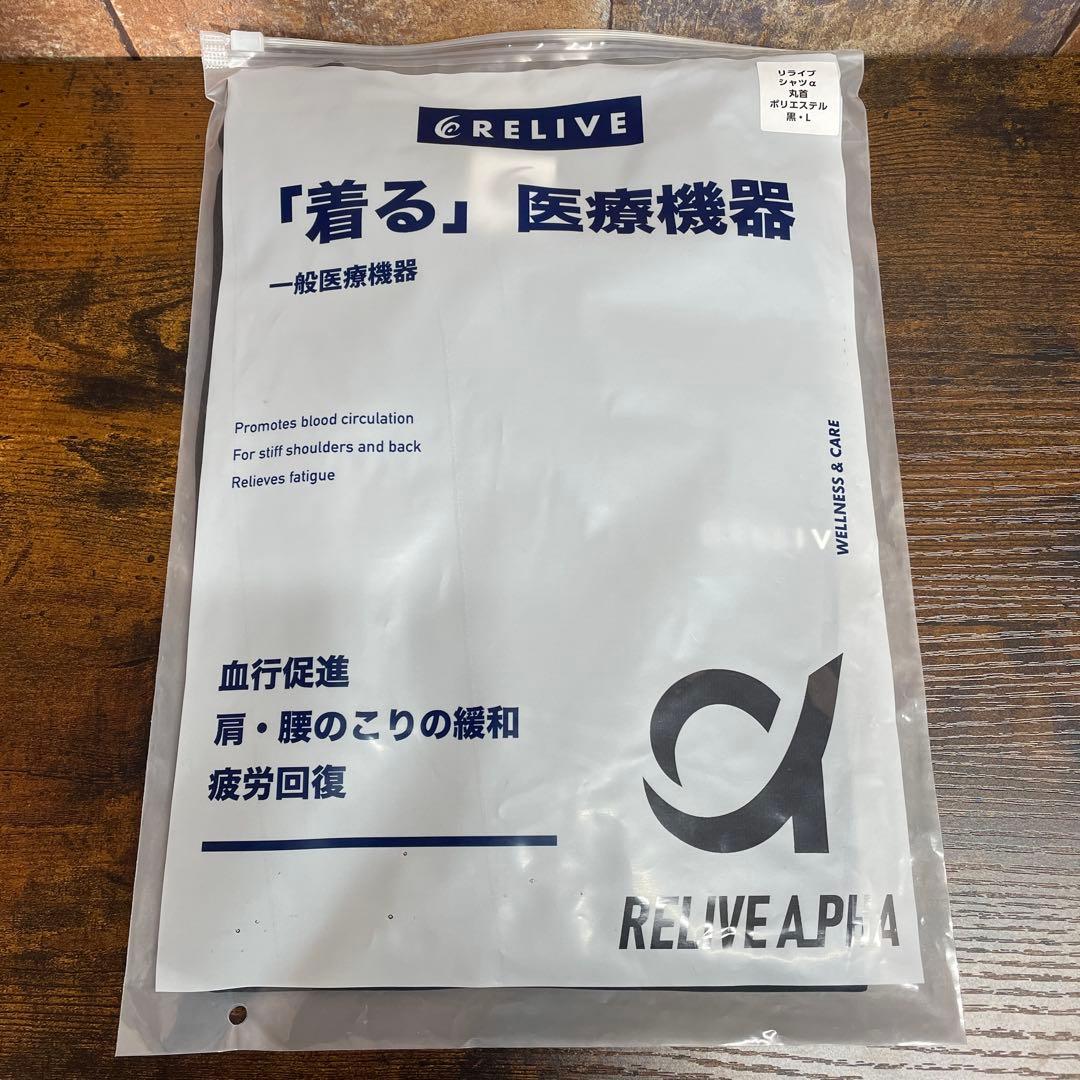 RELIVE
リライブ
シャツα
丸首
ポリエステル
黒・L
「着る」医療機器
一般医療機器
Promotes blood circulation
For stiff shoulders and back
Relieves fatigue
WELLNESS & CARE
血行促進
肩・腰のこりの緩和
疲労回復
α
RELIVE ALPHA